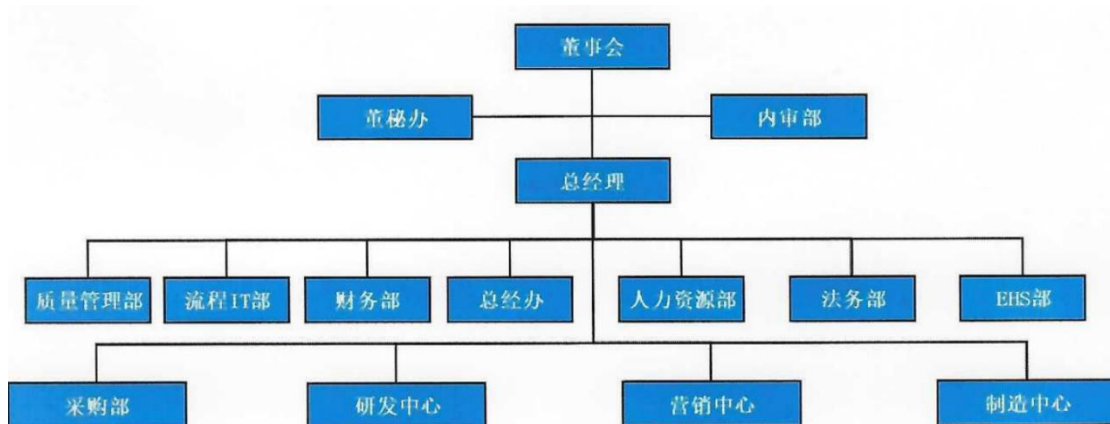 董事会
董秘办 内审部
总经理
质量管理部 流程IT部 财务部 总经办 人力资源部 法务部 EHS部
采购部 研发中心 营销中心 制造中心